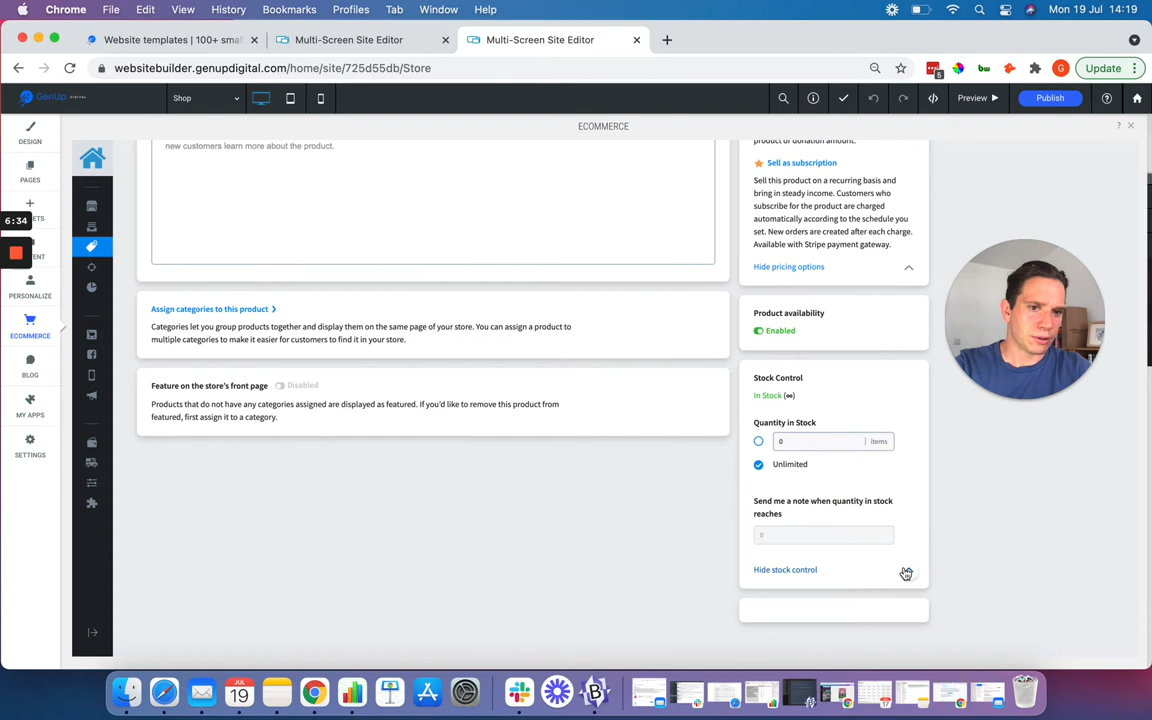 Chrome File Edit View History Bookmarks Profiles Tab Window Help Mon 19 Jul 14:19
Website templates | 100+ smal
Multi-Screen Site Editor
Multi-Screen Site Editor
websitebuilder.genupdigital.com/home/site/725d55db/Store
5
G
Update
GenUp DIGITAL
Shop
Preview
Publish
ECOMMERCE
DESIGN
PAGES
6:34
PERSONALIZE
ECOMMERCE
BLOG
MY APPS
SETTINGS
new customers learn more about the product.
Assign categories to this product
Categories let you group products together and display them on the same page of your store. You can assign a product to
multiple categories to make it easier for customers to find it in your store.
Feature on the store's front page Disabled
Products that do not have any categories assigned are displayed as featured. If you'd like to remove this product from
featured, first assign it to a category.
product or donation amount.
Sell as subscription
Sell this product on a recurring basis and
bring in steady income. Customers who
subscribe for the product are charged
automatically according to the schedule you
set. New orders are created after each charge.
Available with Stripe payment gateway.
Hide pricing options
Product availability
Enabled
Stock Control
In Stock (∞)
Quantity in Stock
0 items
Unlimited
Send me a note when quantity in stock
reaches
0
Hide stock control
JUL
19
17